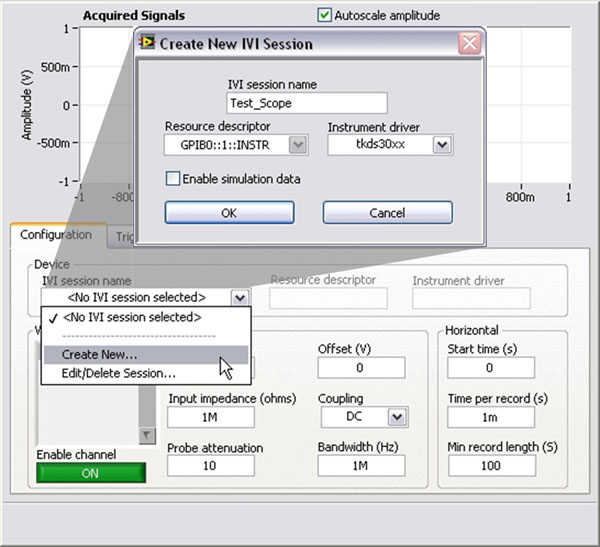 Acquired Signals
Autoscale amplitude
Create New IVI Session
IVI session name
Test_Scope
Resource descriptor
Instrument driver
GPIB0::1::INSTR
tkds30xx
Enable simulation data
OK
Cancel
Amplitude (V)
1
500m
0
-500m
-1
-1
-800
800m
1
Configuration
Trig
Device
IVI session name
Resource descriptor
Instrument driver
<No IVI session selected>
<No IVI session selected>
Create New...
Edit/Delete Session...
Offset (V)
0
Input impedance (ohms)
1M
Coupling
DC
Probe attenuation
10
Bandwidth (Hz)
1M
Enable channel
ON
Horizontal
Start time (s)
0
Time per record (s)
1m
Min record length (S)
100